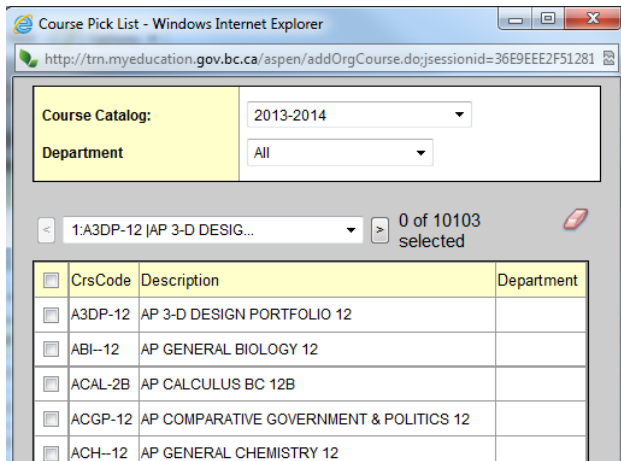 Course Pick List - Windows Internet Explorer
http://trn.myeducation.gov.bc.ca/aspen/addOrgCourse.do;jsessionid=36E9EEE2F51281
Course Catalog: 2013-2014
Department All
< 1:A3DP-12 |AP 3-D DESIG... > 0 of 10103
selected
CrsCode Description Department
A3DP-12 AP 3-D DESIGN PORTFOLIO 12
ABI--12 AP GENERAL BIOLOGY 12
ACAL-2B AP CALCULUS BC 12B
ACGP-12 AP COMPARATIVE GOVERNMENT & POLITICS 12
ACH--12 AP GENERAL CHEMISTRY 12